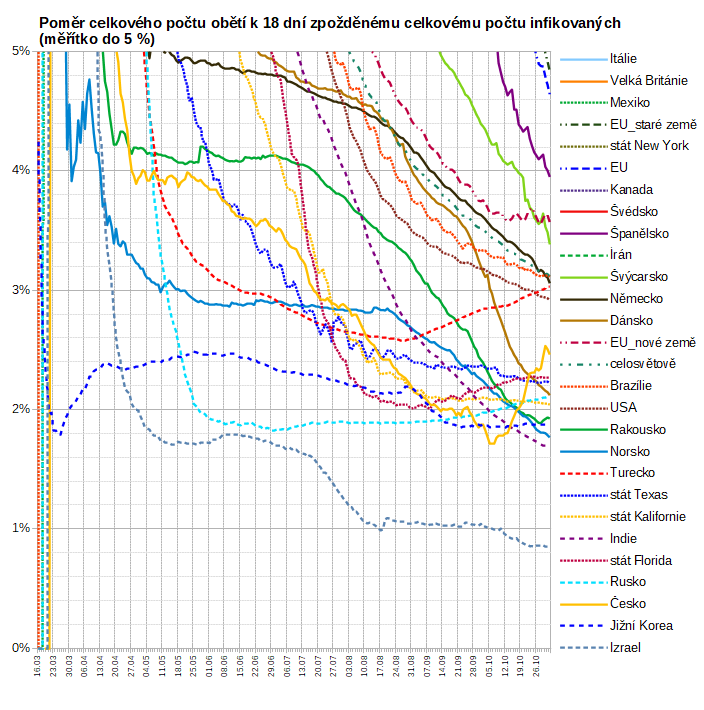 Poměr celkového počtu obětí k 18 dní zpožděnému celkovému počtu infikovaných
(měřítko do 5 %)
5%
4%
3%
2%
1%
0%
16.03
23.03
30.03
06.04
13.04
20.04
27.04
04.05
11.05
18.05
25.05
01.06
08.06
15.06
22.06
29.06
06.07
13.07
20.07
27.07
03.08
10.08
17.08
24.08
31.08
07.09
14.09
21.09
28.09
05.10
12.10
19.10
26.10
Itálie
Velká Británie
Mexiko
EU_staré země
stát New York
EU
Kanada
Švédsko
Španělsko
Írán
Švýcarsko
Německo
Dánsko
EU_nové země
celosvětově
Brazílie
USA
Rakousko
Norsko
Turecko
stát Texas
stát Kalifornie
Indie
stát Florida
Rusko
Česko
Jižní Korea
Izrael